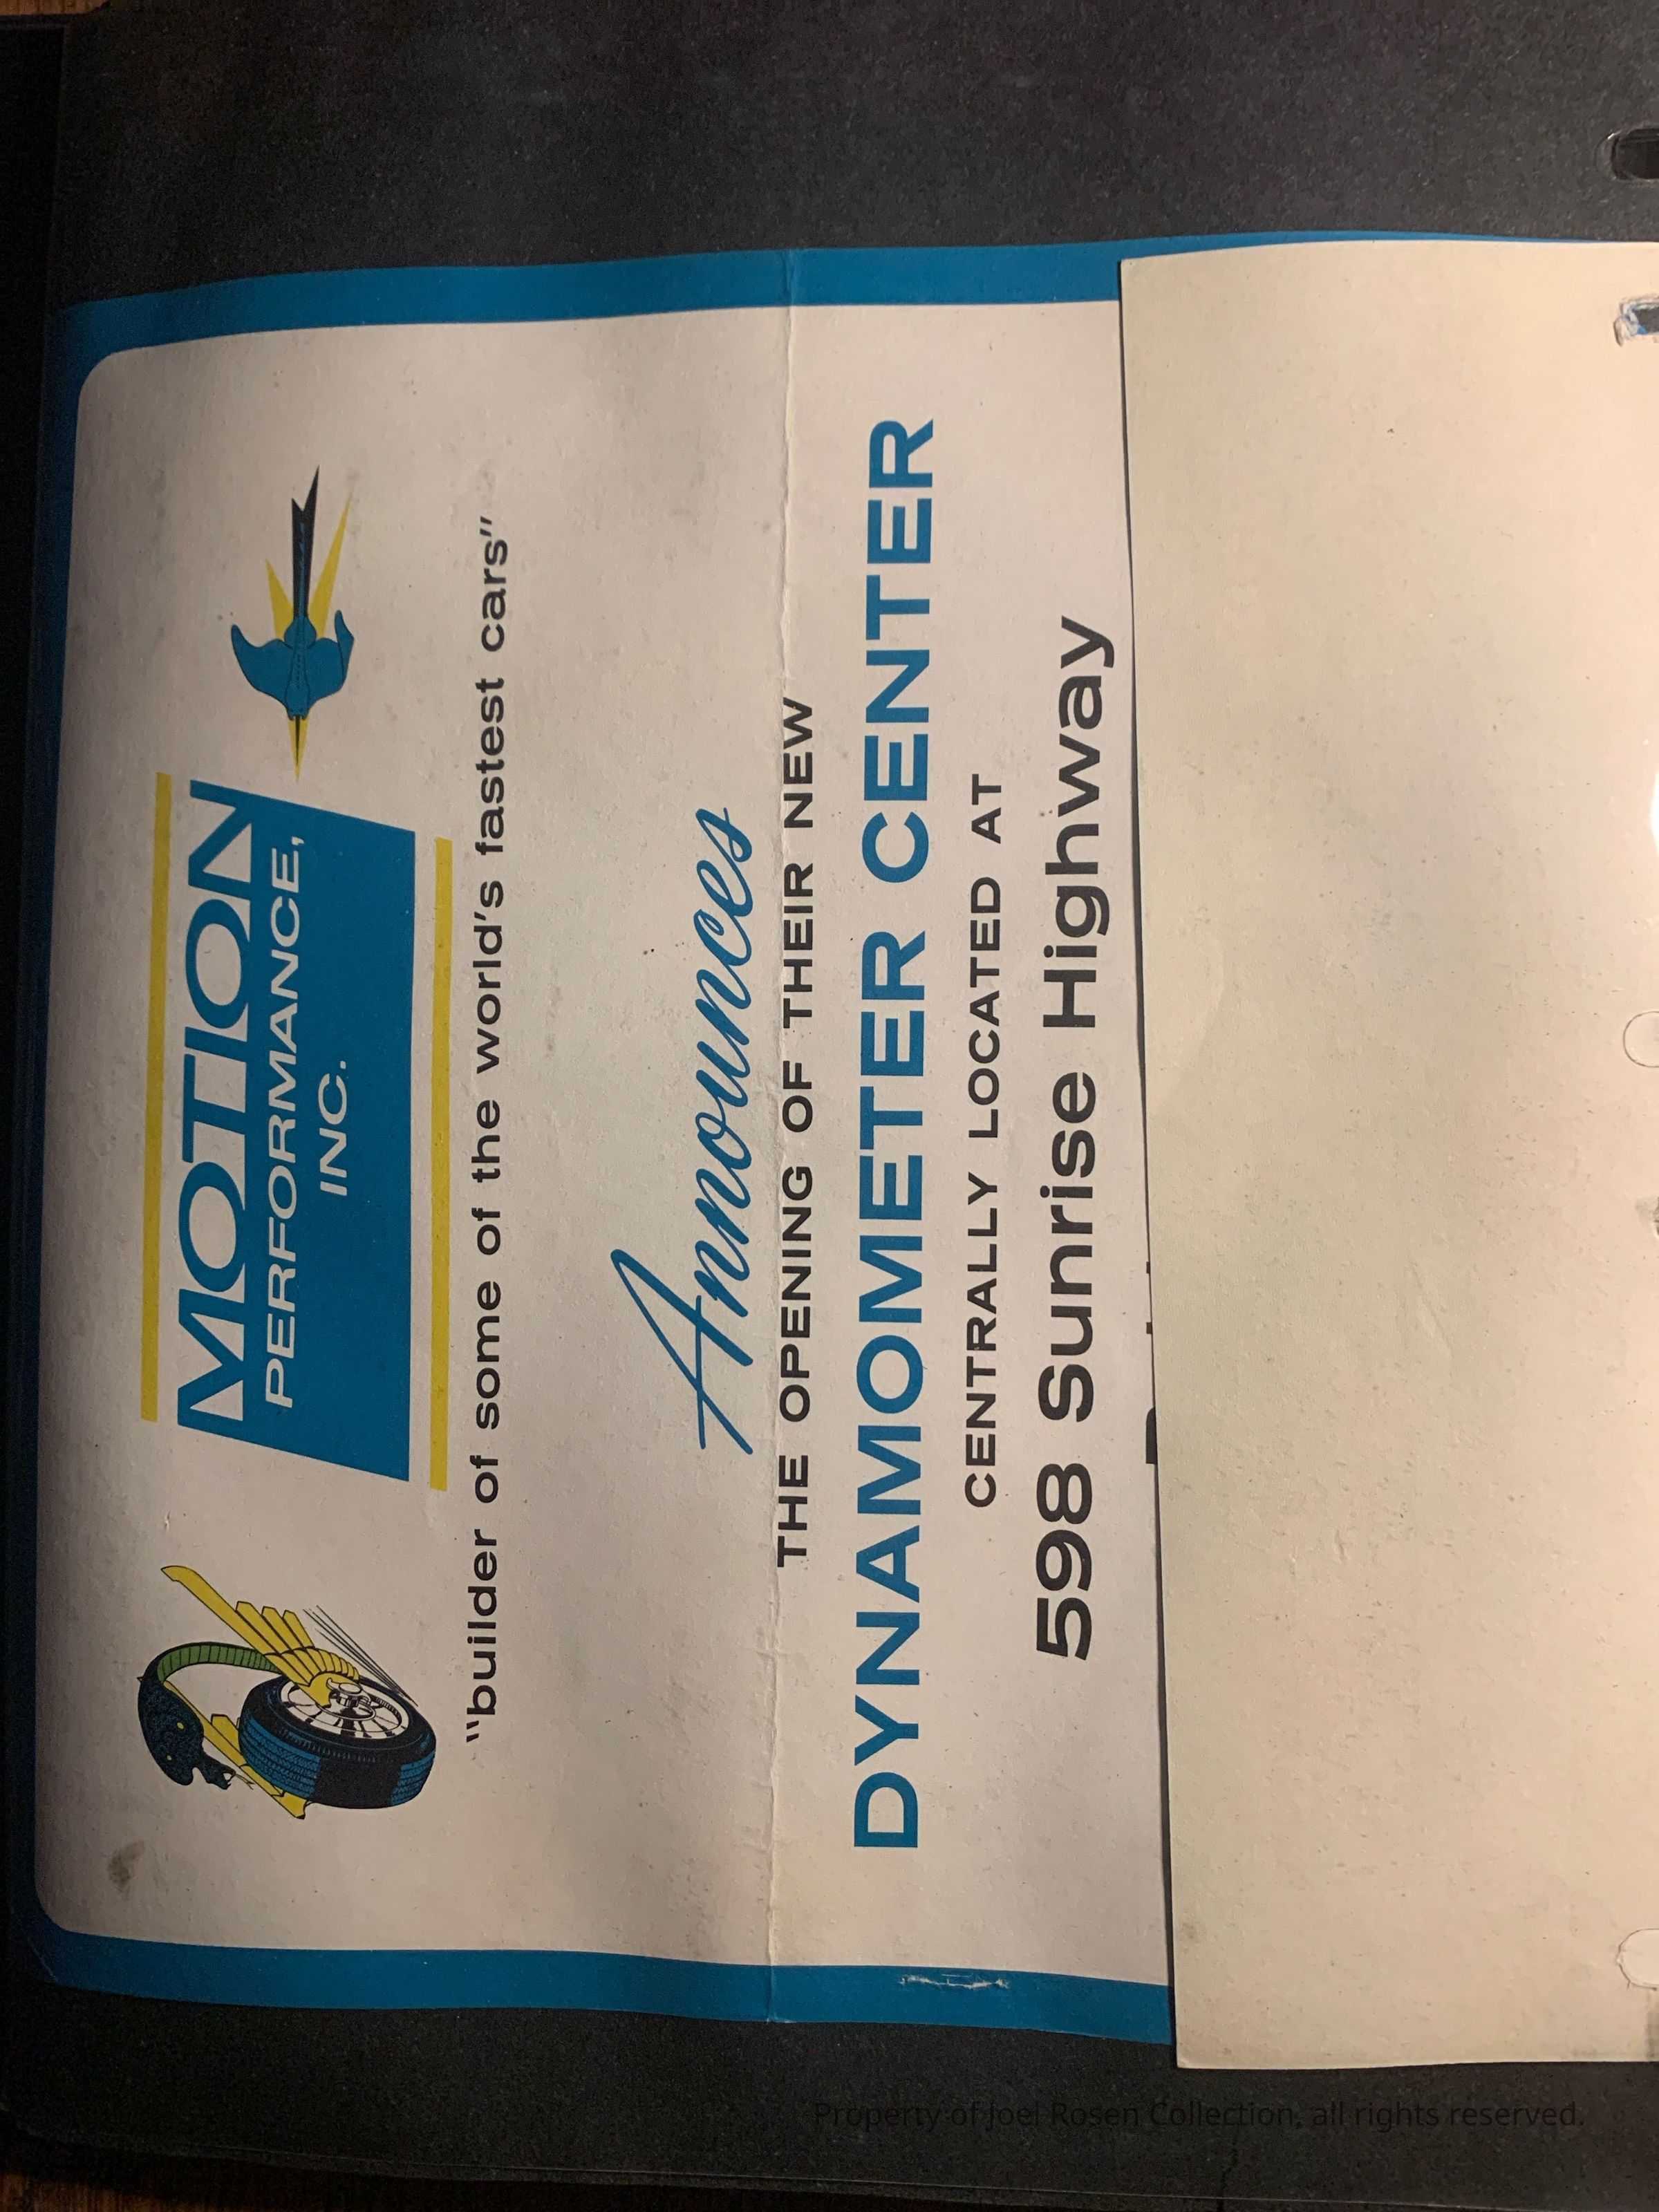 MOTION
PERFORMANCE,
INC.
"builder of some of the world's fastest cars"
Announces
THE OPENING OF THEIR NEW
DYNAMOMETER CENTER
CENTRALLY LOCATED AT
598 Sunrise Highway
Property of Joel Rosen Collection, all rights reserved.